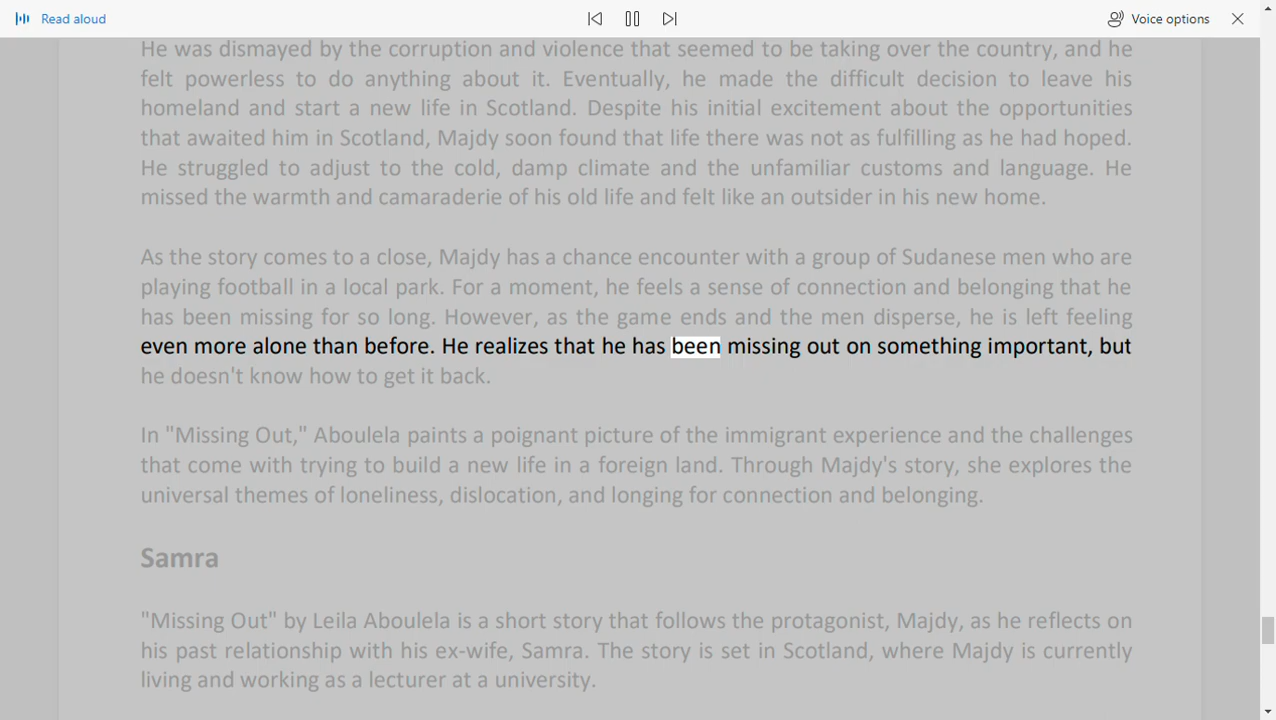 Read aloud
Voice options
He was dismayed by the corruption and violence that seemed to be taking over the country, and he
felt powerless to do anything about it. Eventually, he made the difficult decision to leave his
homeland and start a new life in Scotland. Despite his initial excitement about the opportunities
that awaited him in Scotland, Majdy soon found that life there was not as fulfilling as he had hoped.
He struggled to adjust to the cold, damp climate and the unfamiliar customs and language. He
missed the warmth and camaraderie of his old life and felt like an outsider in his new home.
As the story comes to a close, Majdy has a chance encounter with a group of Sudanese men who are
playing football in a local park. For a moment, he feels a sense of connection and belonging that he
has been missing for so long. However, as the game ends and the men disperse, he is left feeling
even more alone than before. He realizes that he has been missing out on something important, but
he doesn't know how to get it back.
In "Missing Out," Aboulela paints a poignant picture of the immigrant experience and the challenges
that come with trying to build a new life in a foreign land. Through Majdy's story, she explores the
universal themes of loneliness, dislocation, and longing for connection and belonging.
Samra
"Missing Out" by Leila Aboulela is a short story that follows the protagonist, Majdy, as he reflects on
his past relationship with his ex-wife, Samra. The story is set in Scotland, where Majdy is currently
living and working as a lecturer at a university.